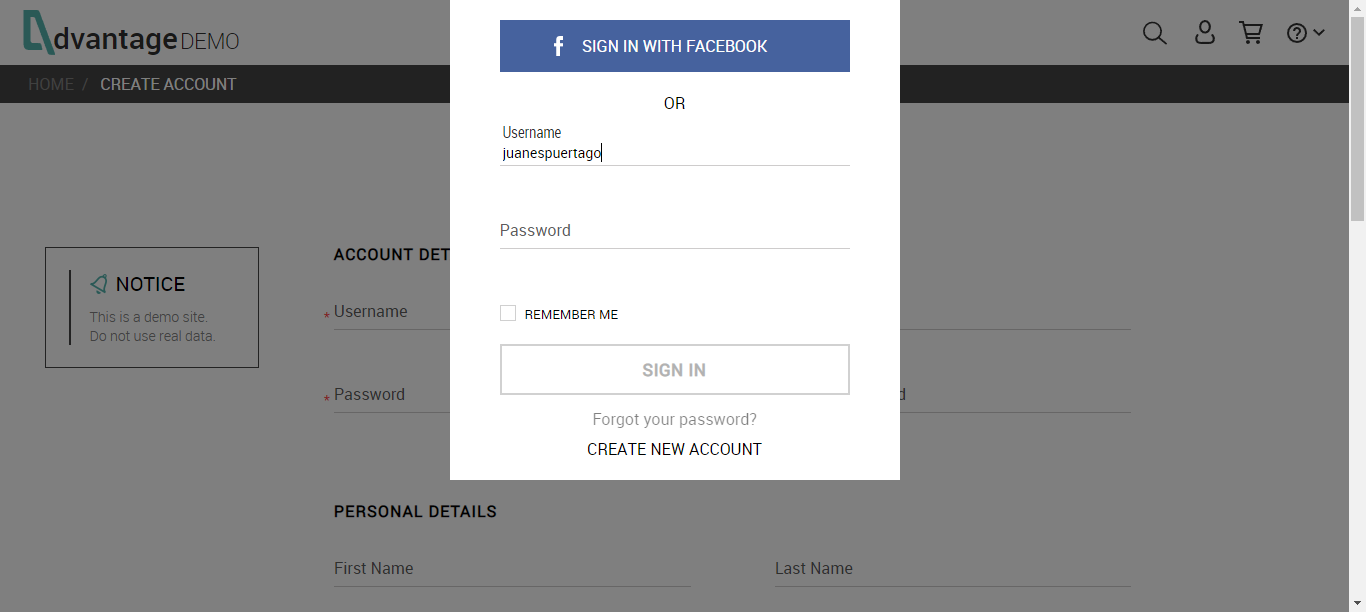 dvantage DEMO
HOME / CREATE ACCOUNT
SIGN IN WITH FACEBOOK
OR
Username
juanespuertago
Password
REMEMBER ME
SIGN IN
Forgot your password?
CREATE NEW ACCOUNT
NOTICE
This is a demo site.
Do not use real data.
ACCOUNT DET
* Username
* Password
d
PERSONAL DETAILS
First Name
Last Name